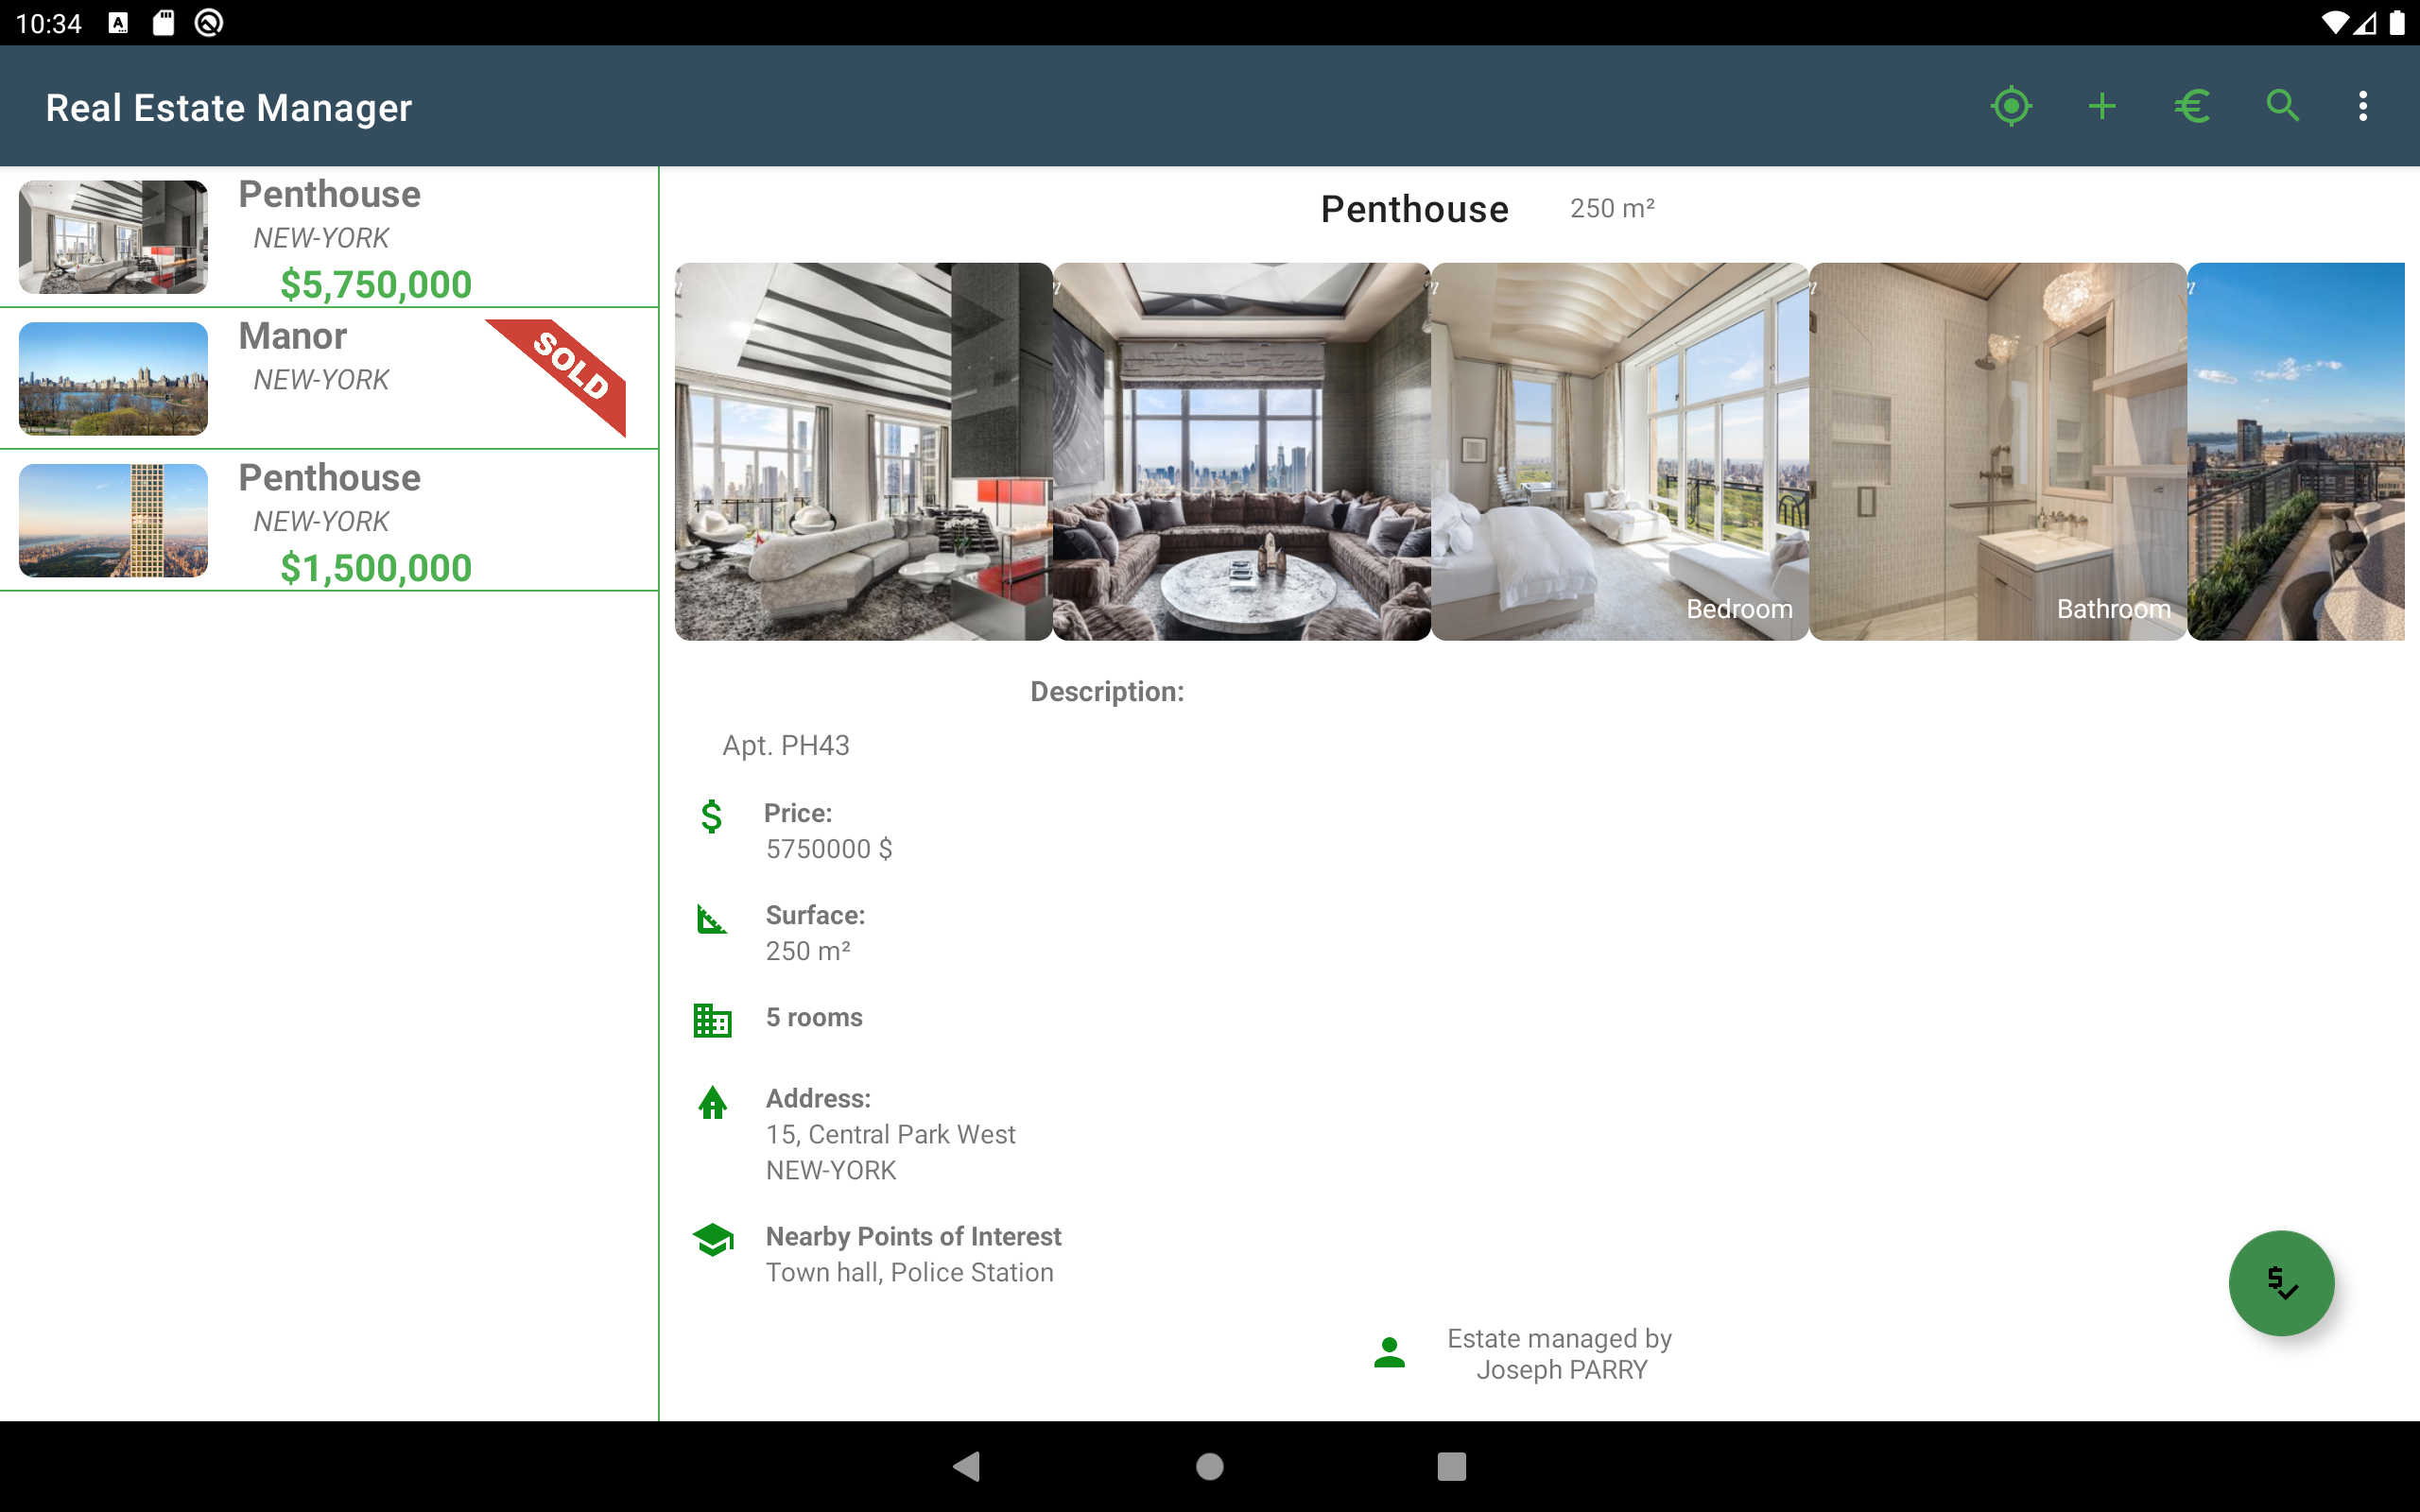 10:34
Real Estate Manager
Penthouse
NEW-YORK
$5,750,000
Manor
NEW-YORK
SOLD
Penthouse
NEW-YORK
$1,500,000
Penthouse 250 m²
Bedroom
Bathroom
Description:
Apt. PH43
Price:
5750000 $
Surface:
250 m²
5 rooms
Address:
15, Central Park West
NEW-YORK
Nearby Points of Interest
Town hall, Police Station
Estate managed by
Joseph PARRY